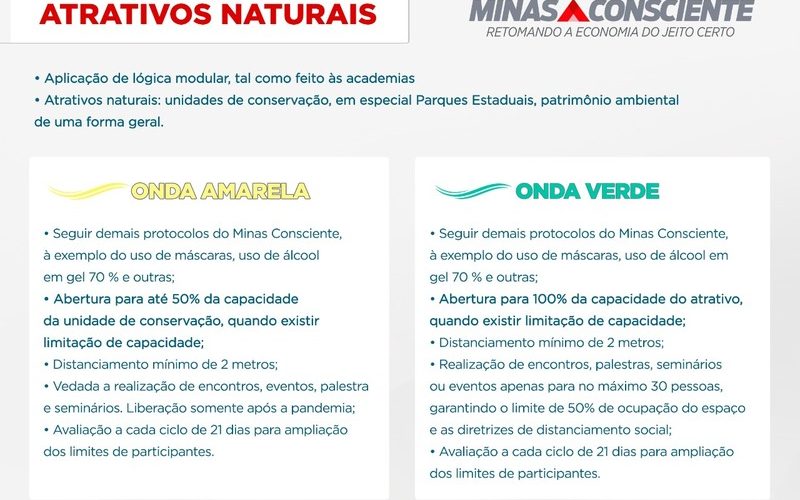 ATRATIVOS NATURAIS
MINAS CONSCIENTE
RETOMANDO A ECONOMIA DO JEITO CERTO
• Aplicação de lógica modular, tal como feito às academias
• Atrativos naturais: unidades de conservação, em especial Parques Estaduais, patrimônio ambiental
de uma forma geral.
ONDA AMARELA
• Seguir demais protocolos do Minas Consciente,
à exemplo do uso de máscaras, uso de álcool
em gel 70 % e outras;
• Abertura para até 50% da capacidade
da unidade de conservação, quando existir
limitação de capacidade;
• Distanciamento mínimo de 2 metros;
• Vedada a realização de encontros, eventos, palestra
e seminários. Liberação somente após a pandemia;
• Avaliação a cada ciclo de 21 dias para ampliação
dos limites de participantes.
ONDA VERDE
• Seguir demais protocolos do Minas Consciente,
à exemplo do uso de máscaras, uso de álcool em
gel 70 % e outras;
• Abertura para 100% da capacidade do atrativo,
quando existir limitação de capacidade;
• Distanciamento mínimo de 2 metros;
• Realização de encontros, palestras, seminários
ou eventos apenas para no máximo 30 pessoas,
garantindo o limite de 50% de ocupação do espaço
e as diretrizes de distanciamento social;
• Avaliação a cada ciclo de 21 dias para ampliação
dos limites de participantes.